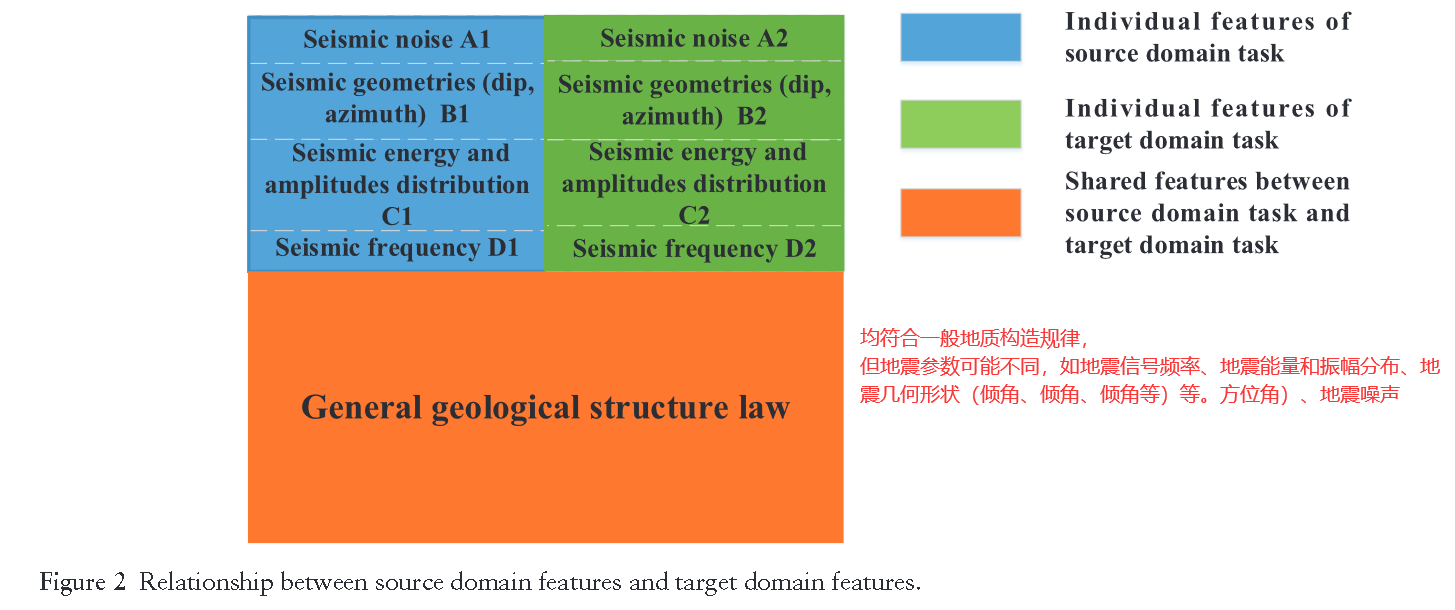 Seismic noise A1
Seismic geometries (dip,
azimuth) B1
Seismic energy and
amplitudes distribution
C1
Seismic frequency D1
Seismic noise A2
Seismic geometries (dip,
azimuth) B2
Seismic energy and
amplitudes distribution
C2
Seismic frequency D2
General geological structure law
Individual features of
source domain task
Individual features of
target domain task
Shared features between
source domain task and
target domain task
均符合一般地质构造规律，
但地震参数可能不同，如地震信号频率、地震能量和振幅分布、地
震几何形状（倾角、倾角、倾角等）等。方位角）、地震噪声
Figure 2 Relationship between source domain features and target domain features.